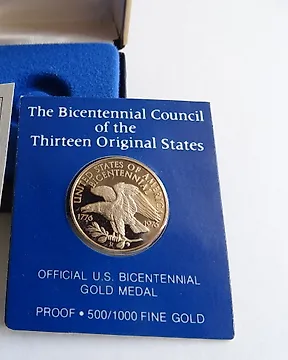 The Bicentennial Council
of the
Thirteen Original States
UNITED STATES OF AMERICA
BICENTENNIAL
1776 1976
OFFICIAL U.S. BICENTENNIAL
GOLD MEDAL
PROOF • 500/1000 FINE GOLD